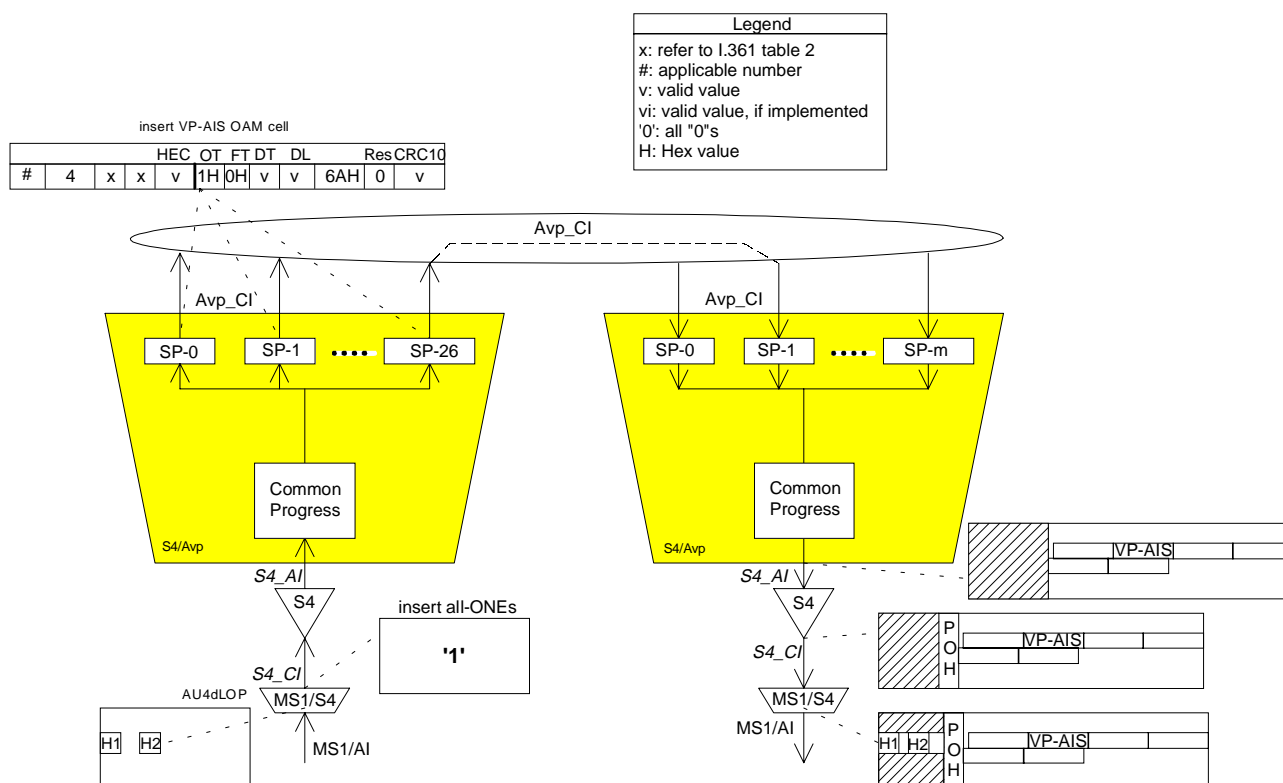 Legend
x: refer to I.361 table 2
#: applicable number
v: valid value
vi: valid value, if implemented
'0': all "0"s
H: Hex value
insert VP-AIS OAM cell
HEC OT FT DT DL Res CRC10
# 4 x x v 1H 0H v v 6AH 0 v
Avp_CI
Avp_CI
Avp_CI
SP-0 SP-1 SP-26
SP-0 SP-1 SP-m
Common
Progress
Common
Progress
S4/Avp
S4/Avp
VP-AIS
S4_AI
S4_AI
S4
S4
insert all-ONEs
'1'
P
O
H
VP-AIS
S4_CI
S4_CI
AU4dLOP
MS1/S4
MS1/S4
H1 H2
MS1/AI
MS1/AI
H1 H2
P
O
H
VP-AIS